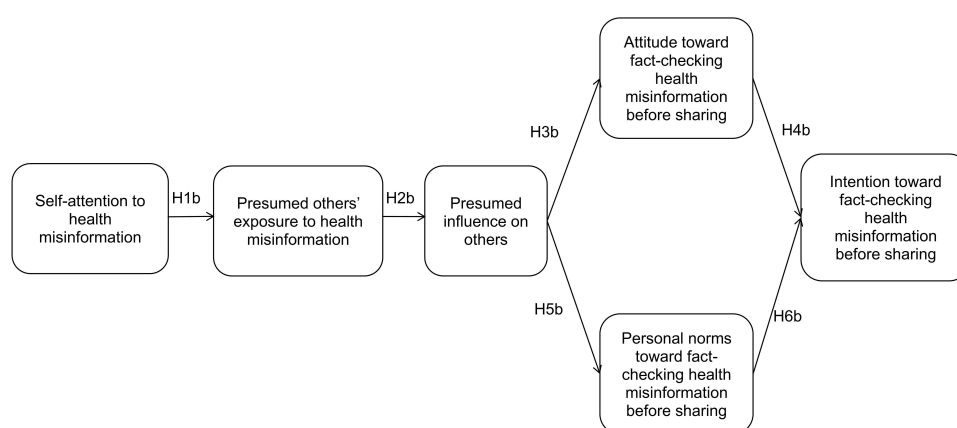 Self-attention to
health
misinformation
H1b
Presumed others’
exposure to health
misinformation
H2b
Presumed
influence on
others
H3b
Attitude toward
fact-checking
health
misinformation
before sharing
H4b
H5b
Personal norms
toward fact-
checking health
misinformation
before sharing
H6b
Intention toward
fact-checking
health
misinformation
before sharing